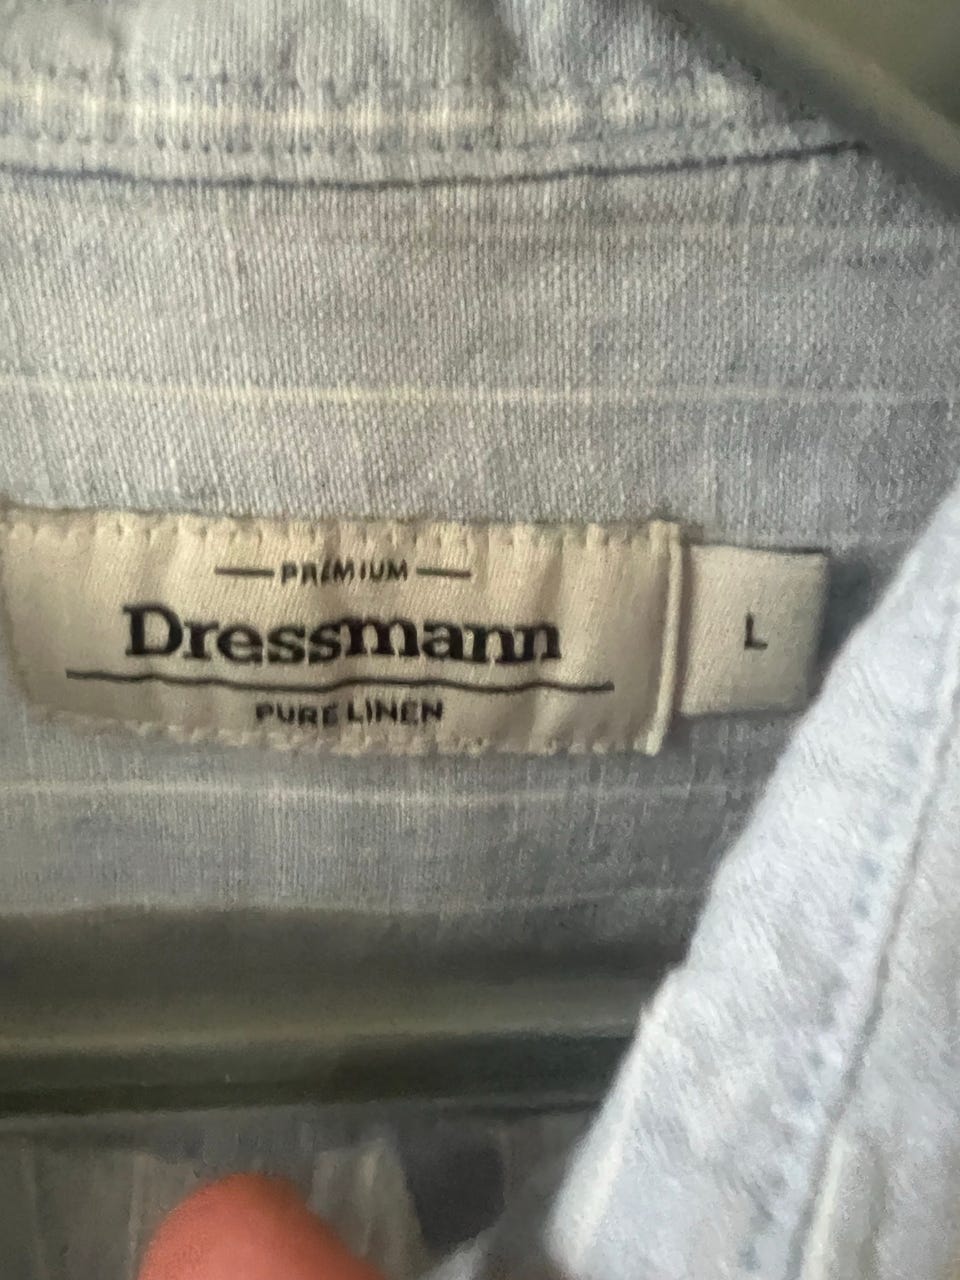 PREMIUM
Dressmann
PURE LINEN
L